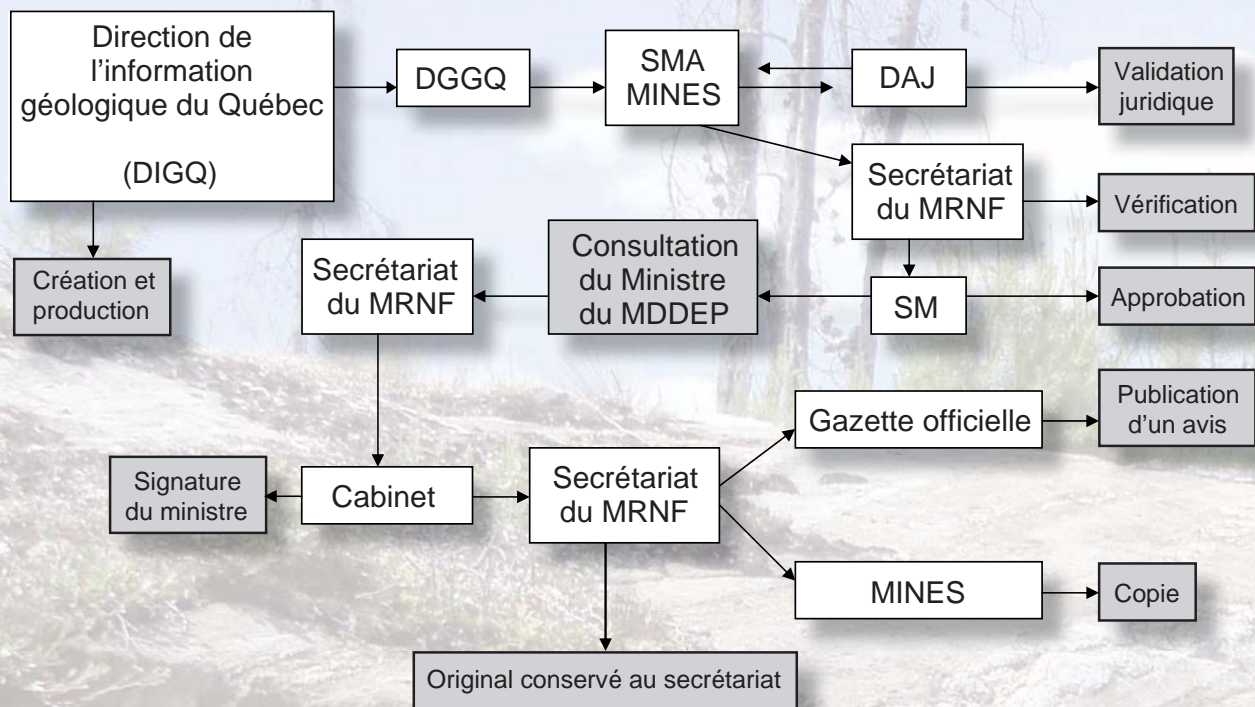 Direction de
l’information
géologique du Québec
(DIGQ)
DGGQ
SMA
MINES
DAJ
Validation
juridique
Secrétariat
du MRNF
Vérification
Création et
production
Secrétariat
du MRNF
Consultation
du Ministre
du MDDEP
SM
Approbation
Gazette officielle
Publication
d’un avis
Signature
du ministre
Cabinet
Secrétariat
du MRNF
MINES
Copie
Original conservé au secrétariat